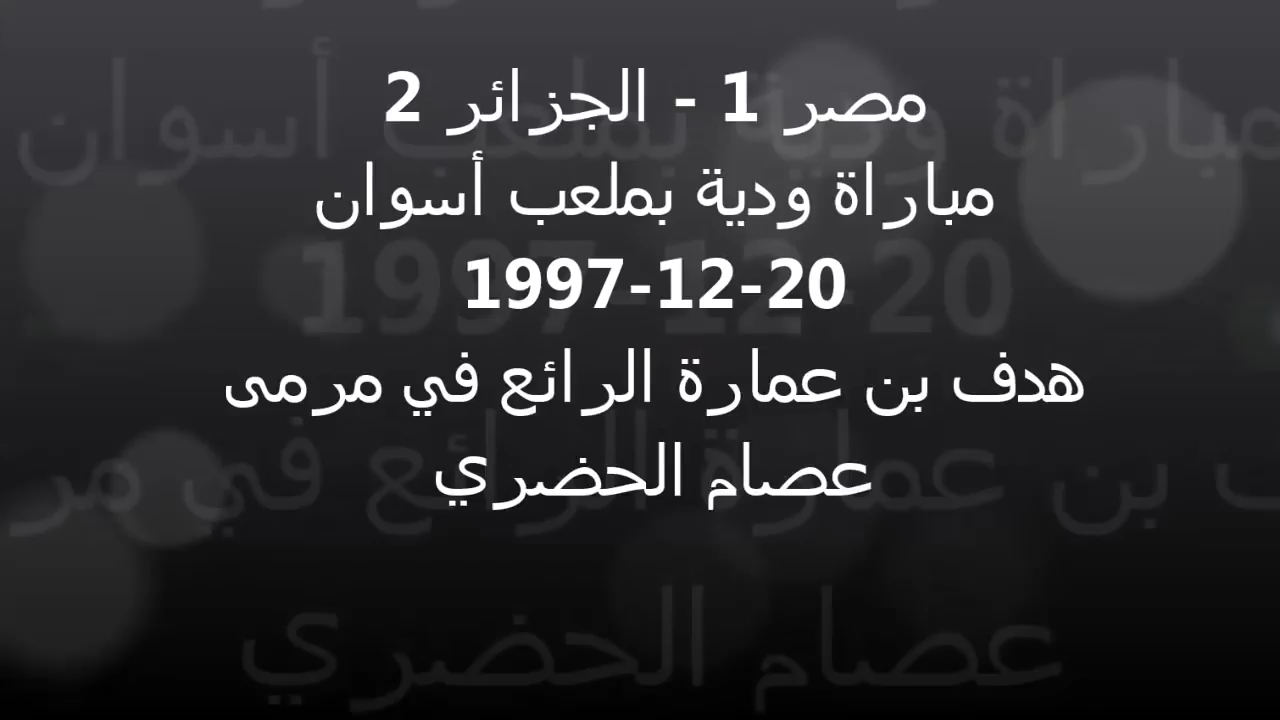 مصر 1 - الجزائر 2
مباراة ودية بملعب أسوان
1997-12-20
هدف بن عمارة الرائع في مرمى
عصام الحضري